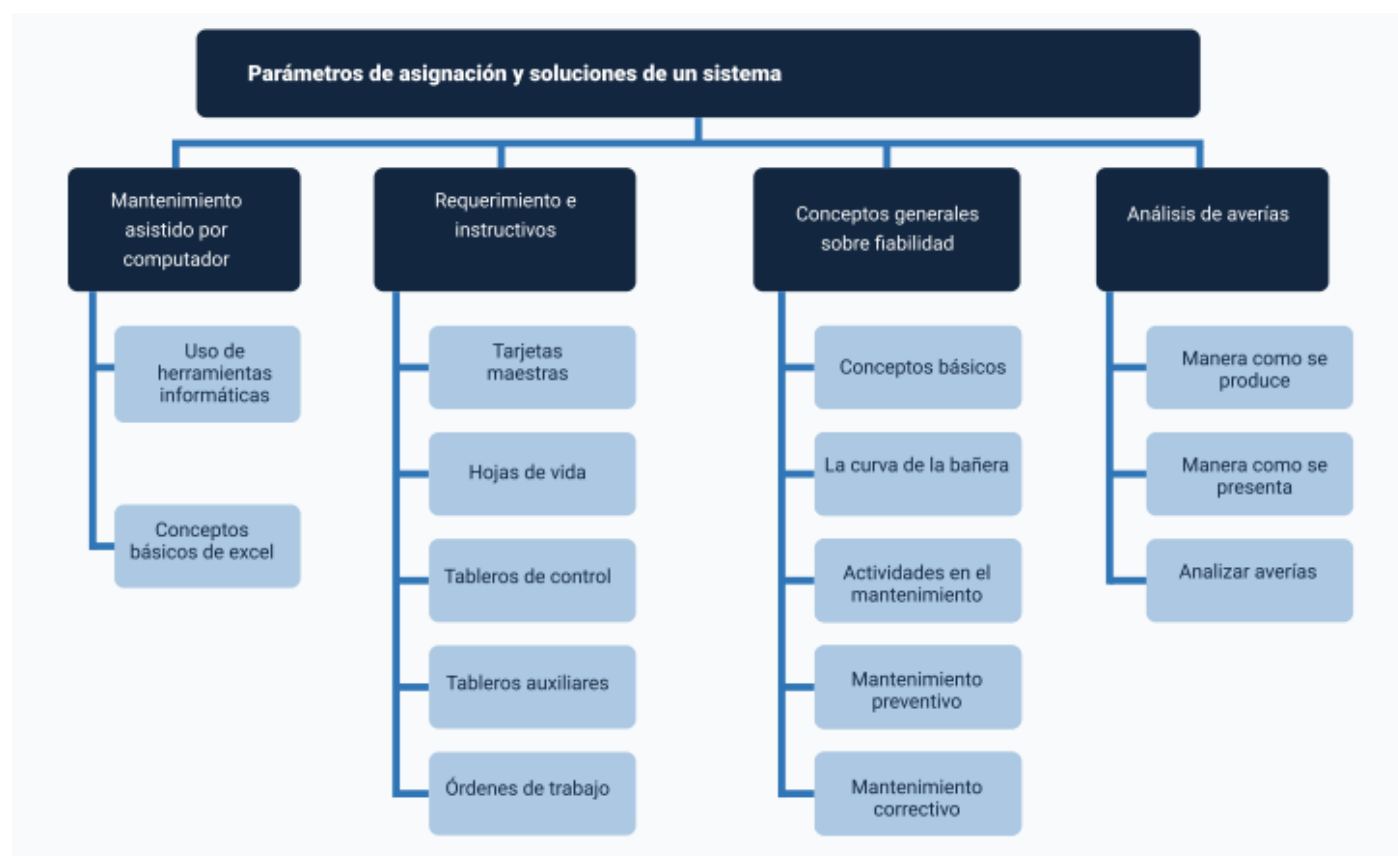 Parámetros de asignación y soluciones de un sistema
Mantenimiento
asistido por
computador
Uso de
herramientas
informáticas
Conceptos
básicos de excel
Requerimiento e
instructivos
Tarjetas
maestras
Hojas de vida
Tableros de control
Tableros auxiliares
Órdenes de trabajo
Conceptos generales
sobre fiabilidad
Conceptos básicos
La curva de la bañera
Actividades en el
mantenimiento
Mantenimiento
preventivo
Mantenimiento
correctivo
Análisis de averías
Manera como se
produce
Manera como se
presenta
Analizar averías